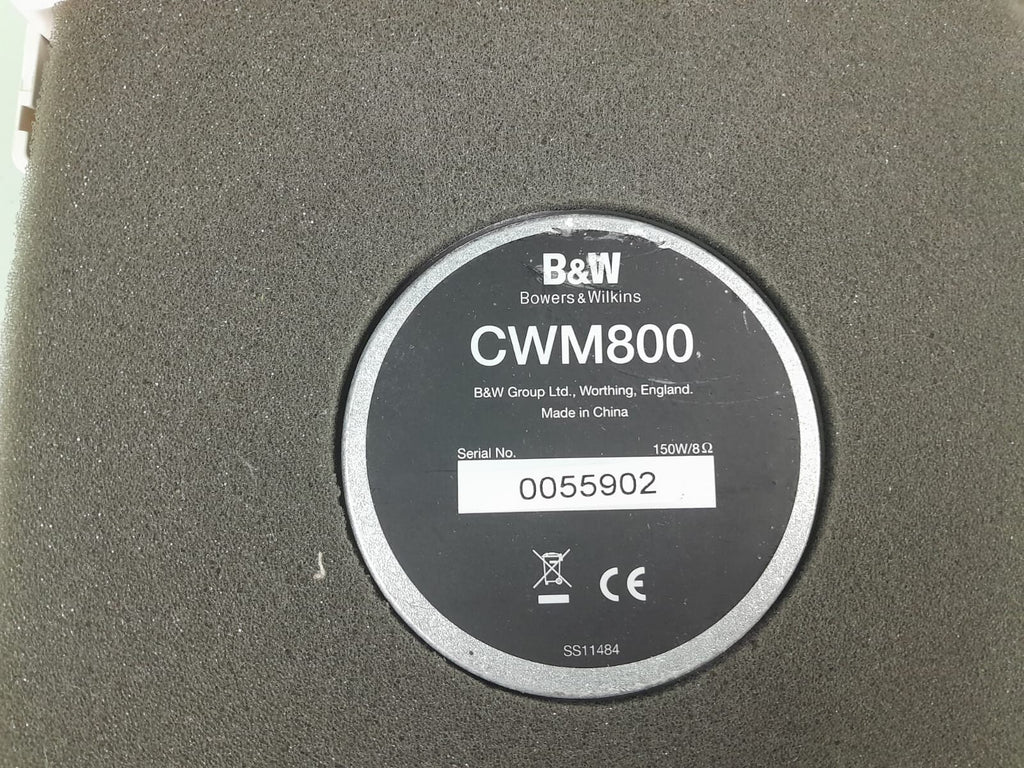 B&W
Bowers & Wilkins
CWM800
B&W Group Ltd., Worthing, England.
Made in China
Serial No. 150W/8Ω
0055902
CE
SS11484